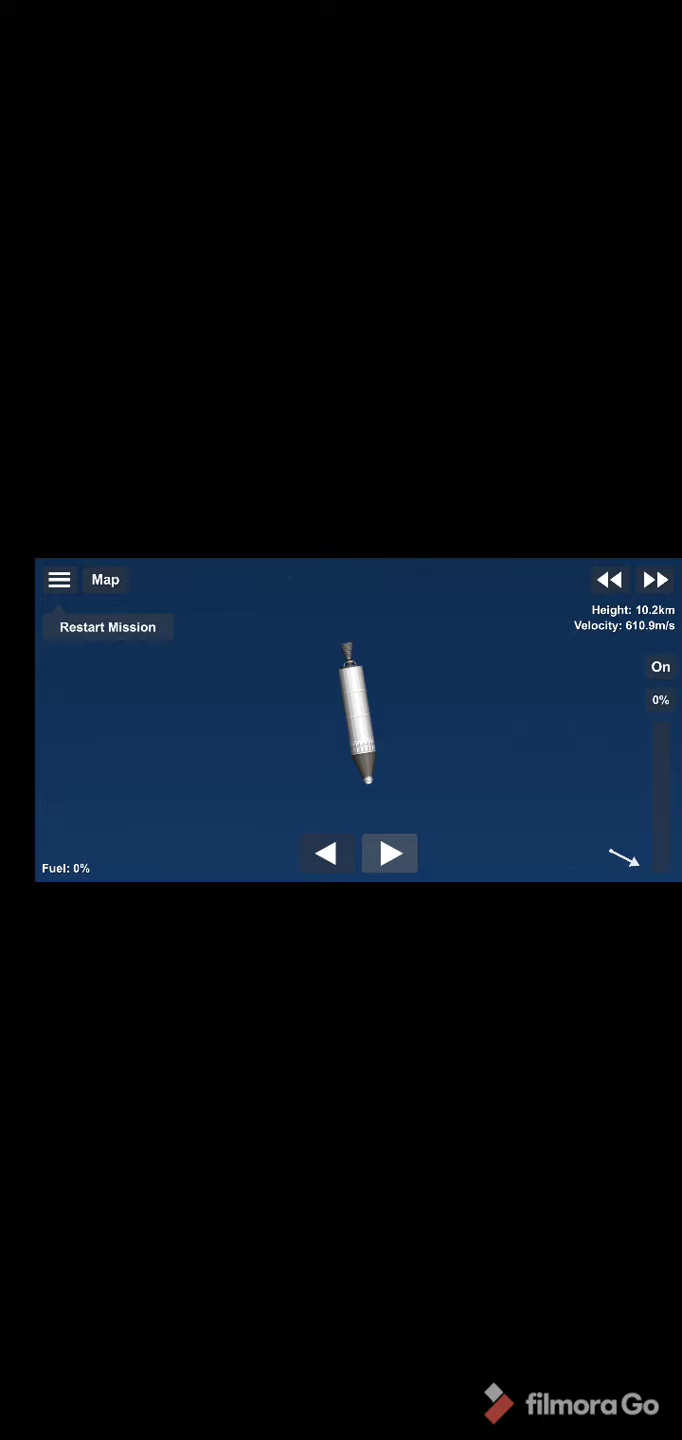 Map
Restart Mission
Height: 10.2km
Velocity: 610.9m/s
On
0%
Fuel: 0%
filmora Go